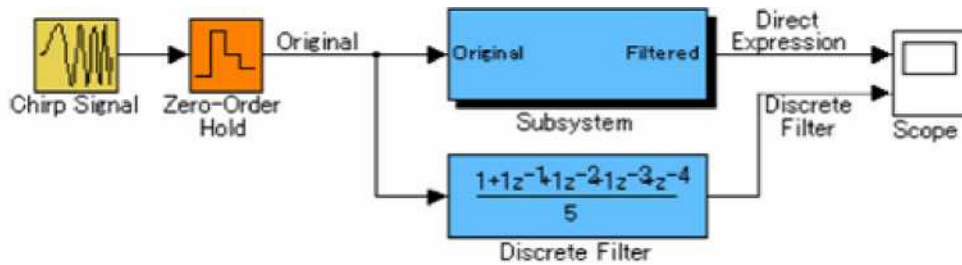 Original
Direct
Expression
Original
Filtered
Chirp Signal
Zero-Order
Hold
Subsystem
Discrete
Filter
Scope
1+1z⁻¹+1z⁻²+1z⁻³+z⁻⁴
5
Discrete Filter